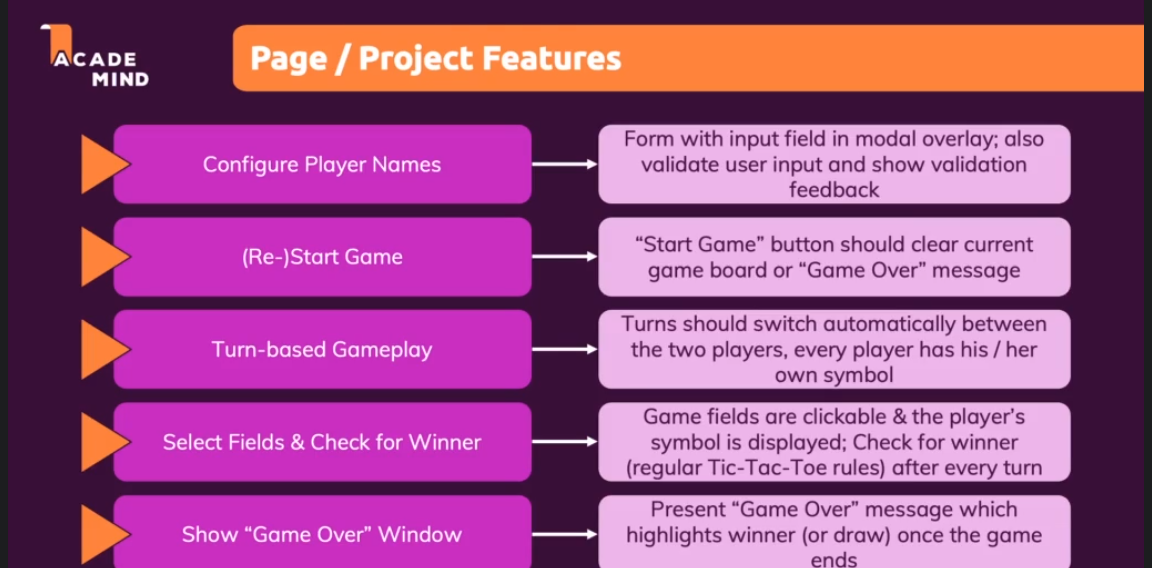 ACADE
MIND
Page / Project Features
Configure Player Names
Form with input field in modal overlay; also
validate user input and show validation
feedback
(Re-)Start Game
“Start Game” button should clear current
game board or “Game Over” message
Turn-based Gameplay
Turns should switch automatically between
the two players, every player has his / her
own symbol
Select Fields & Check for Winner
Game fields are clickable & the player’s
symbol is displayed; Check for winner
(regular Tic-Tac-Toe rules) after every turn
Show “Game Over” Window
Present “Game Over” message which
highlights winner (or draw) once the game
ends